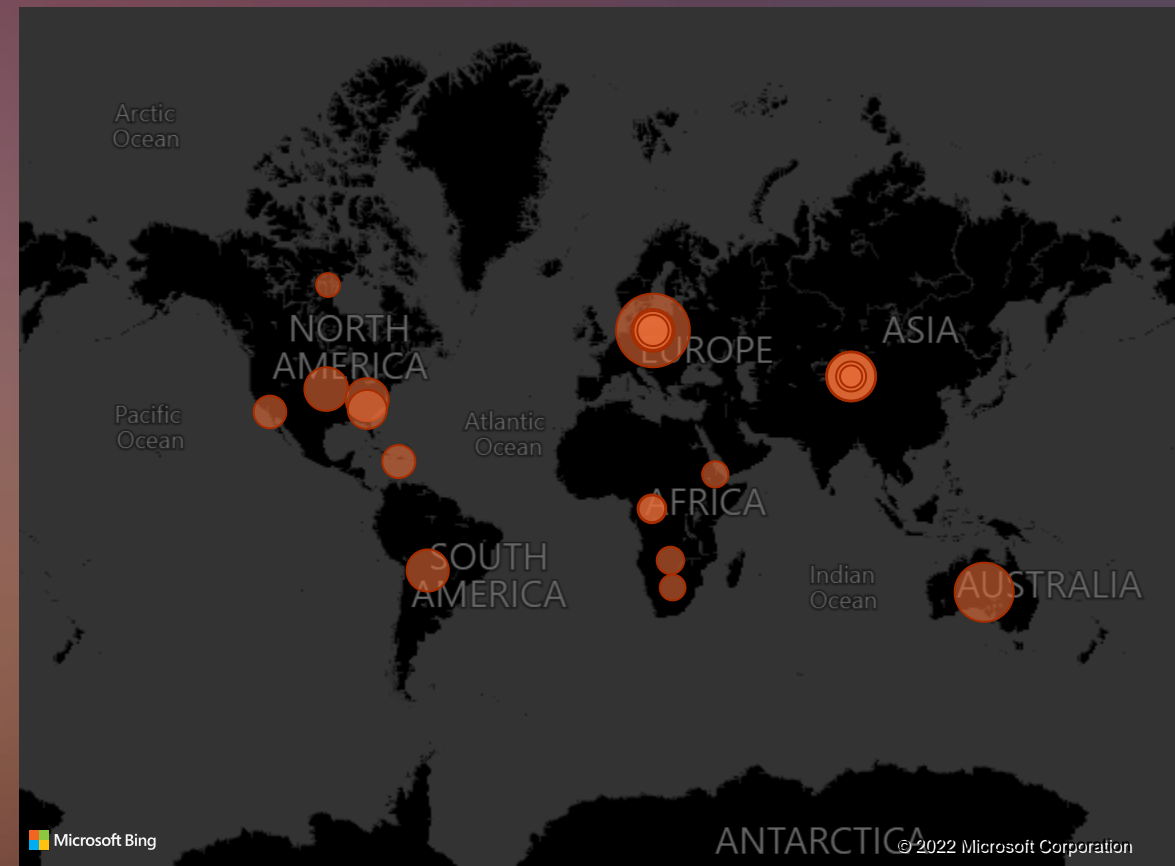 Arctic
Ocean
NORTH
AMERICA
ASIA
EUROPE
Pacific
Ocean
Atlantic
Ocean
AFRICA
SOUTH
AMERICA
Indian
Ocean
AUSTRALIA
ANTARCTICA
Microsoft Bing
© 2022 Microsoft Corporation